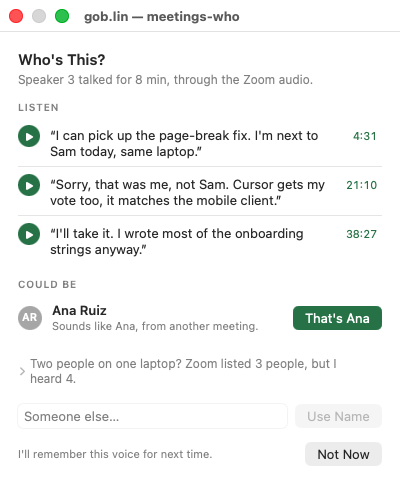 gob.lin — meetings-who
Who's This?
Speaker 3 talked for 8 min, through the Zoom audio.
LISTEN
“I can pick up the page-break fix. I'm next to
Sam today, same laptop.”
4:31
“Sorry, that was me, not Sam. Cursor gets my
vote too, it matches the mobile client.”
21:10
“I'll take it. I wrote most of the onboarding
strings anyway.”
38:27
COULD BE
AR
Ana Ruiz
Sounds like Ana, from another meeting.
That's Ana
Two people on one laptop? Zoom listed 3 people, but I
heard 4.
Someone else...
Use Name
I'll remember this voice for next time.
Not Now